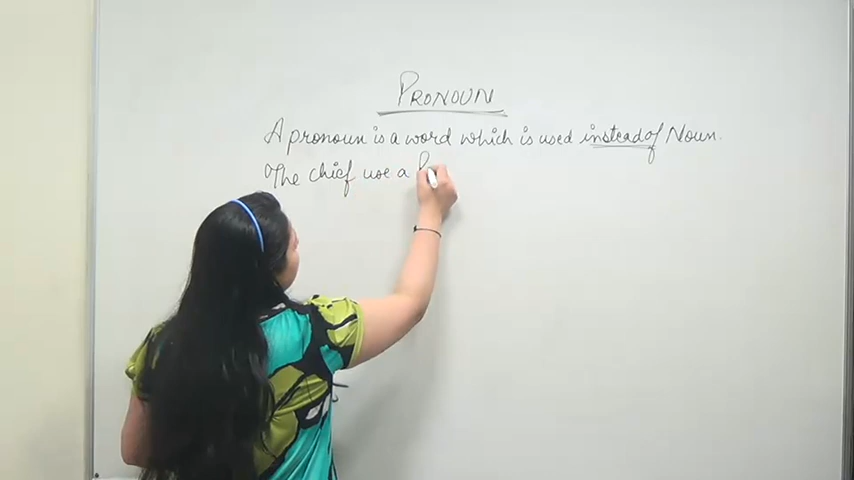 PRONOUN
A pronoun is a word which is used instead of Noun.
The chief use a P